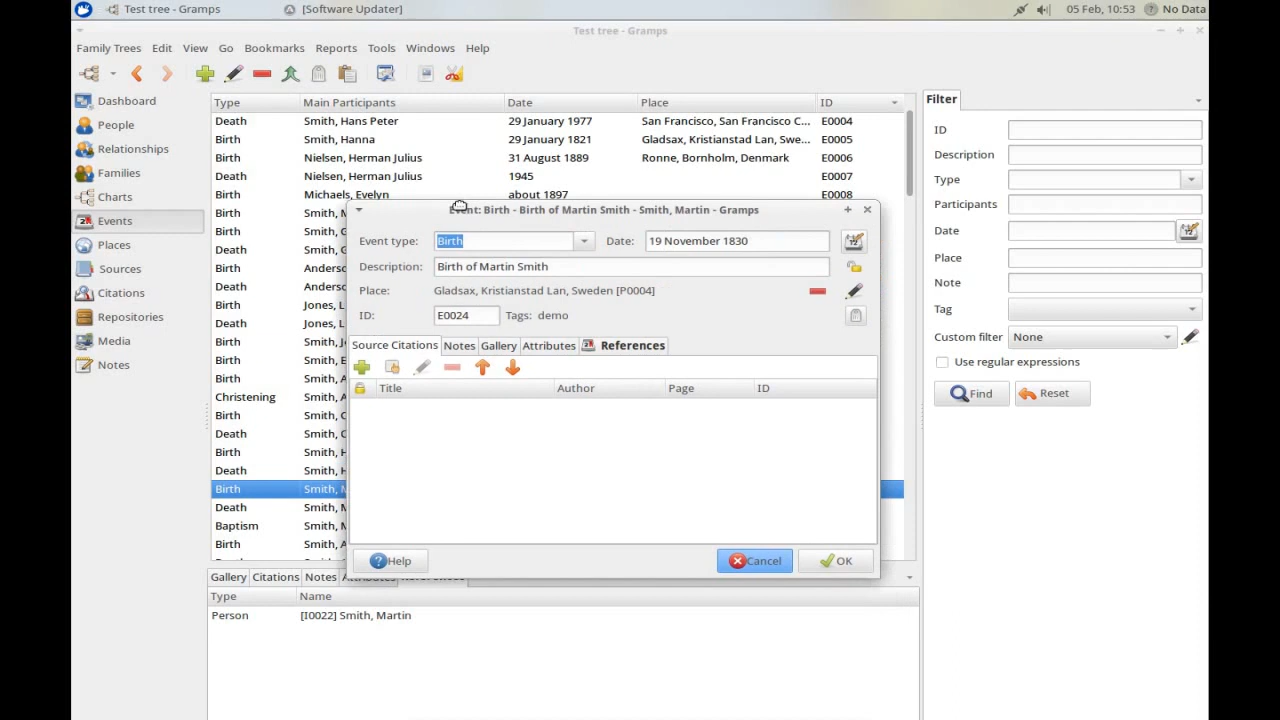 Test tree - Gramps
[Software Updater]
05 Feb, 10:53
No Data
Test tree - Gramps
Family Trees Edit View Go Bookmarks Reports Tools Windows Help
Dashboard
People
Relationships
Families
Charts
Events
Places
Sources
Citations
Repositories
Media
Notes
Type Main Participants Date Place ID
Death Smith, Hans Peter 29 January 1977 San Francisco, San Francisco C... E0004
Birth Smith, Hanna 29 January 1821 Gladsax, Kristianstad Lan, Swe... E0005
Birth Nielsen, Herman Julius 31 August 1889 Ronne, Bornholm, Denmark E0006
Death Nielsen, Herman Julius 1945 E0007
Birth Michaels, Evelyn about 1897 E0008
Birth Smith,
Birth Smith,
Death Smith,
Birth Anders
Death Anders
Birth Jones,
Death Jones,
Birth Smith,
Birth Smith,
Birth Smith,
Christening Smith,
Birth Smith,
Death Smith,
Birth Smith,
Death Smith,
Birth Smith,
Death Smith,
Baptism Smith,
Birth Smith,
Event: Birth - Birth of Martin Smith - Smith, Martin - Gramps
Event type: Birth Date: 19 November 1830
Description: Birth of Martin Smith
Place: Gladsax, Kristianstad Lan, Sweden [P0004]
ID: E0024 Tags: demo
Source Citations Notes Gallery Attributes References
Title Author Page ID
Help Cancel OK
Gallery Citations Notes
Type Name
Person [I0022] Smith, Martin
Filter
ID
Description
Type
Participants
Date
Place
Note
Tag
Custom filter None
Use regular expressions
Find Reset